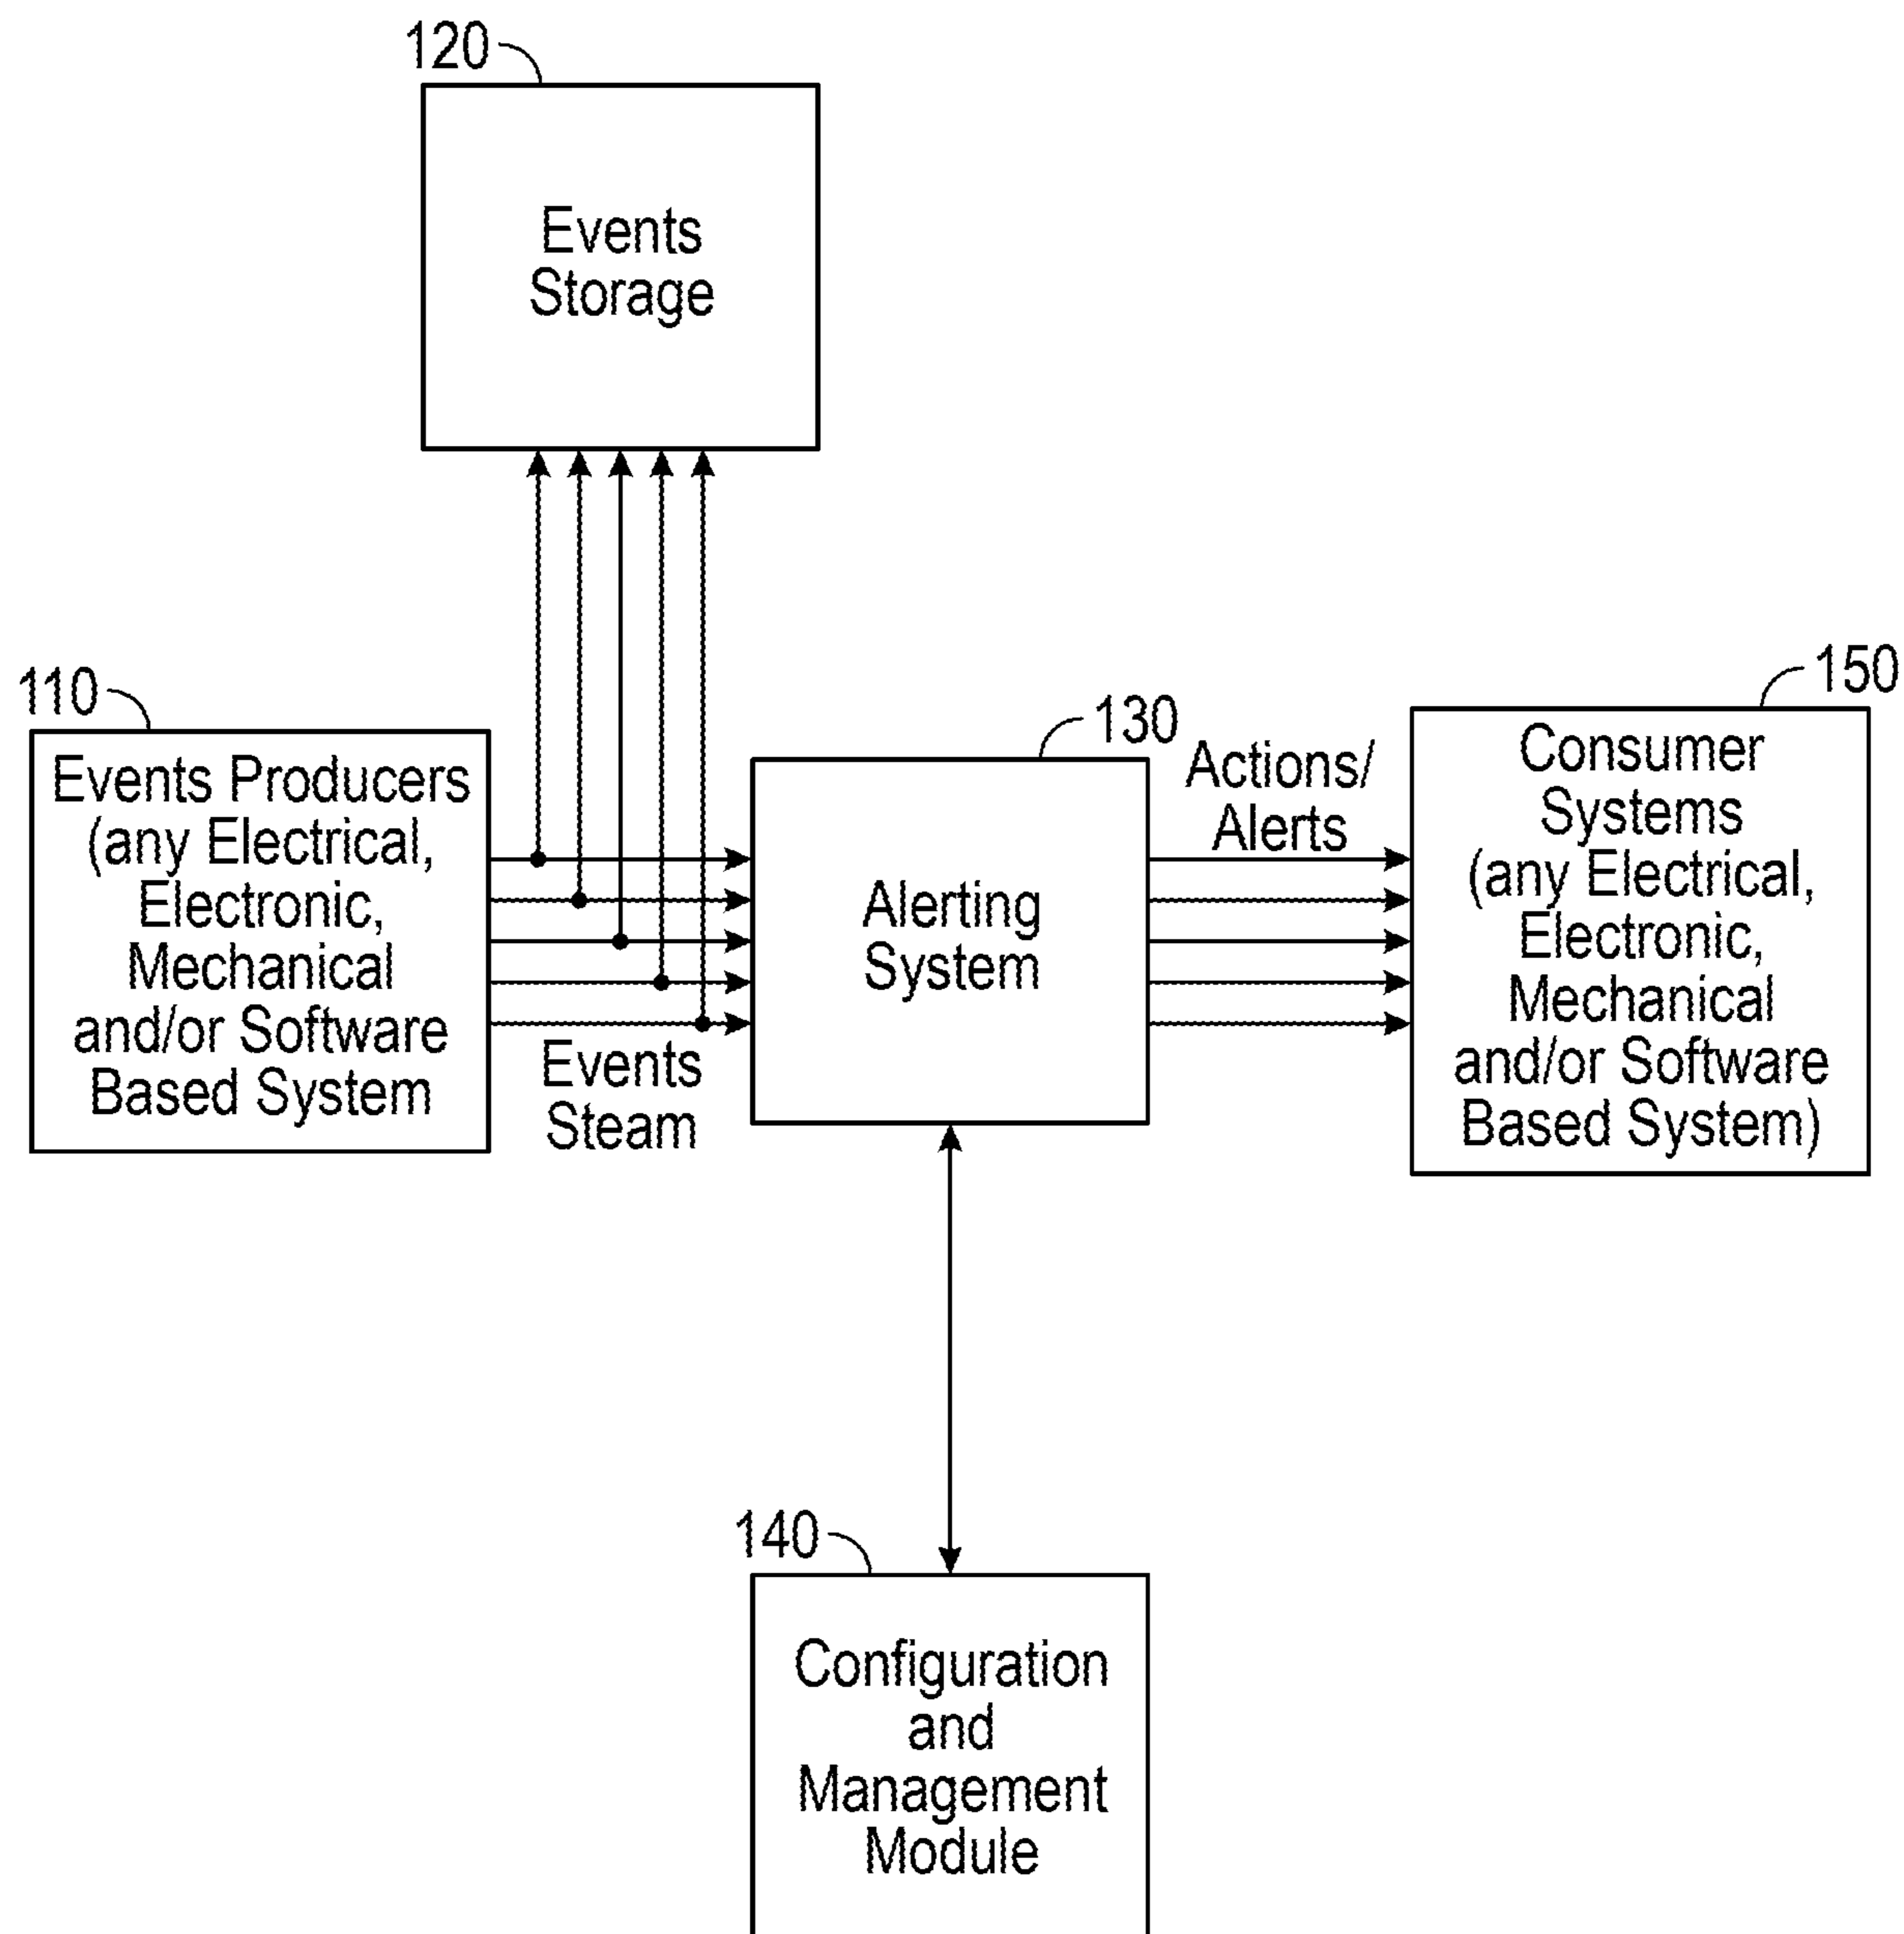 120
Events
Storage
110
Events Producers
(any Electrical,
Electronic,
Mechanical
and/or Software
Based System
Events
Steam
130
Alerting
System
Actions/
Alerts
150
Consumer
Systems
(any Electrical,
Electronic,
Mechanical
and/or Software
Based System)
140
Configuration
and
Management
Module